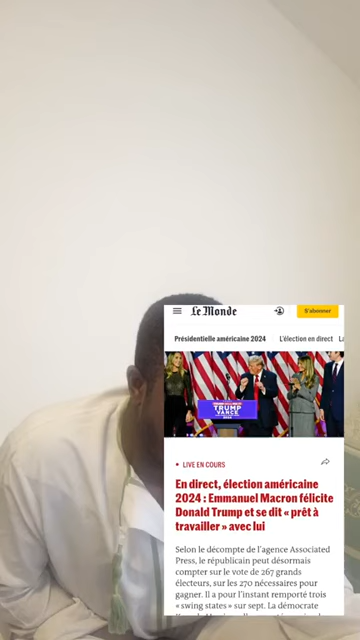 Le Monde
S'abonner
Présidentielle américaine 2024 L'élection en direct
TRUMP
VANCE
LIVE EN COURS
En direct, élection américaine
2024 : Emmanuel Macron félicite
Donald Trump et se dit « prêt à
travailler » avec lui
Selon le décompte de l'agence Associated
Press, le républicain peut désormais
compter sur le vote de 267 grands
électeurs, sur les 270 nécessaires pour
gagner. Il a pour l'instant remporté trois
« swing states » sur sept. La démocrate